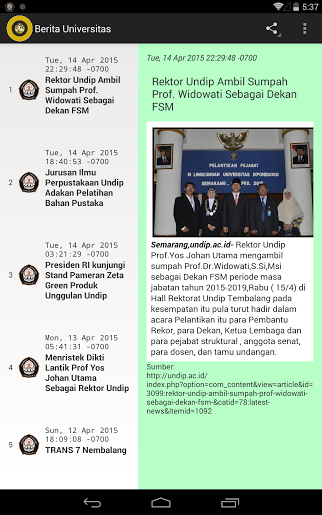 5:37
Berita Universitas
1
Tue, 14 Apr 2015
22:29:48 -0700
Rektor Undip Ambil
Sumpah Prof.
Widowati Sebagai
Dekan FSM
2
Tue, 14 Apr 2015
18:40:53 -0700
Jurusan Ilmu
Perpustakaan Undip
Adakan Pelatihan
Bahan Pustaka
3
Tue, 14 Apr 2015
03:21:29 -0700
Presiden RI kunjungi
Stand Pameran Zeta
Green Produk
Unggulan Undip
4
Mon, 13 Apr 2015
05:41:31 -0700
Menristek Dikti
Lantik Prof Yos
Johan Utama
Sebagai Rektor Undip
5
Sun, 12 Apr 2015
18:09:08 -0700
TRANS 7 Nembalang
Tue, 14 Apr 2015 22:29:48 -0700
Rektor Undip Ambil Sumpah
Prof. Widowati Sebagai Dekan
FSM
PELANTIKAN PEJABAT
DI LINGKUNGAN UNIVERSITAS DIPONEGORO
SEMARANG, APRIL 2015
Semarang,undip.ac.id- Rektor Undip
Prof.Yos Johan Utama mengambil
sumpah Prof.Dr.Widowati,S.Si,Msi
sebagai Dekan FSM periode masa
jabatan tahun 2015-2019,Rabu ( 15/4) di
Hall Rektorat Undip Tembalang pada
kesempatan itu pula turut hadir dalam
acara Pelantikan itu para Pembantu
Rekor, para Dekan, Ketua Lembaga dan
para pejabat struktural , anggota senat,
para dosen, dan tamu undangan.
Sumber:
http://undip.ac.id/
index.php?option=com_content&view=article&id=
3099:rektor-undip-ambil-sumpah-prof-widowati-
sebagai-dekan-fsm-&catid=78:latest-
news&Itemid=1092